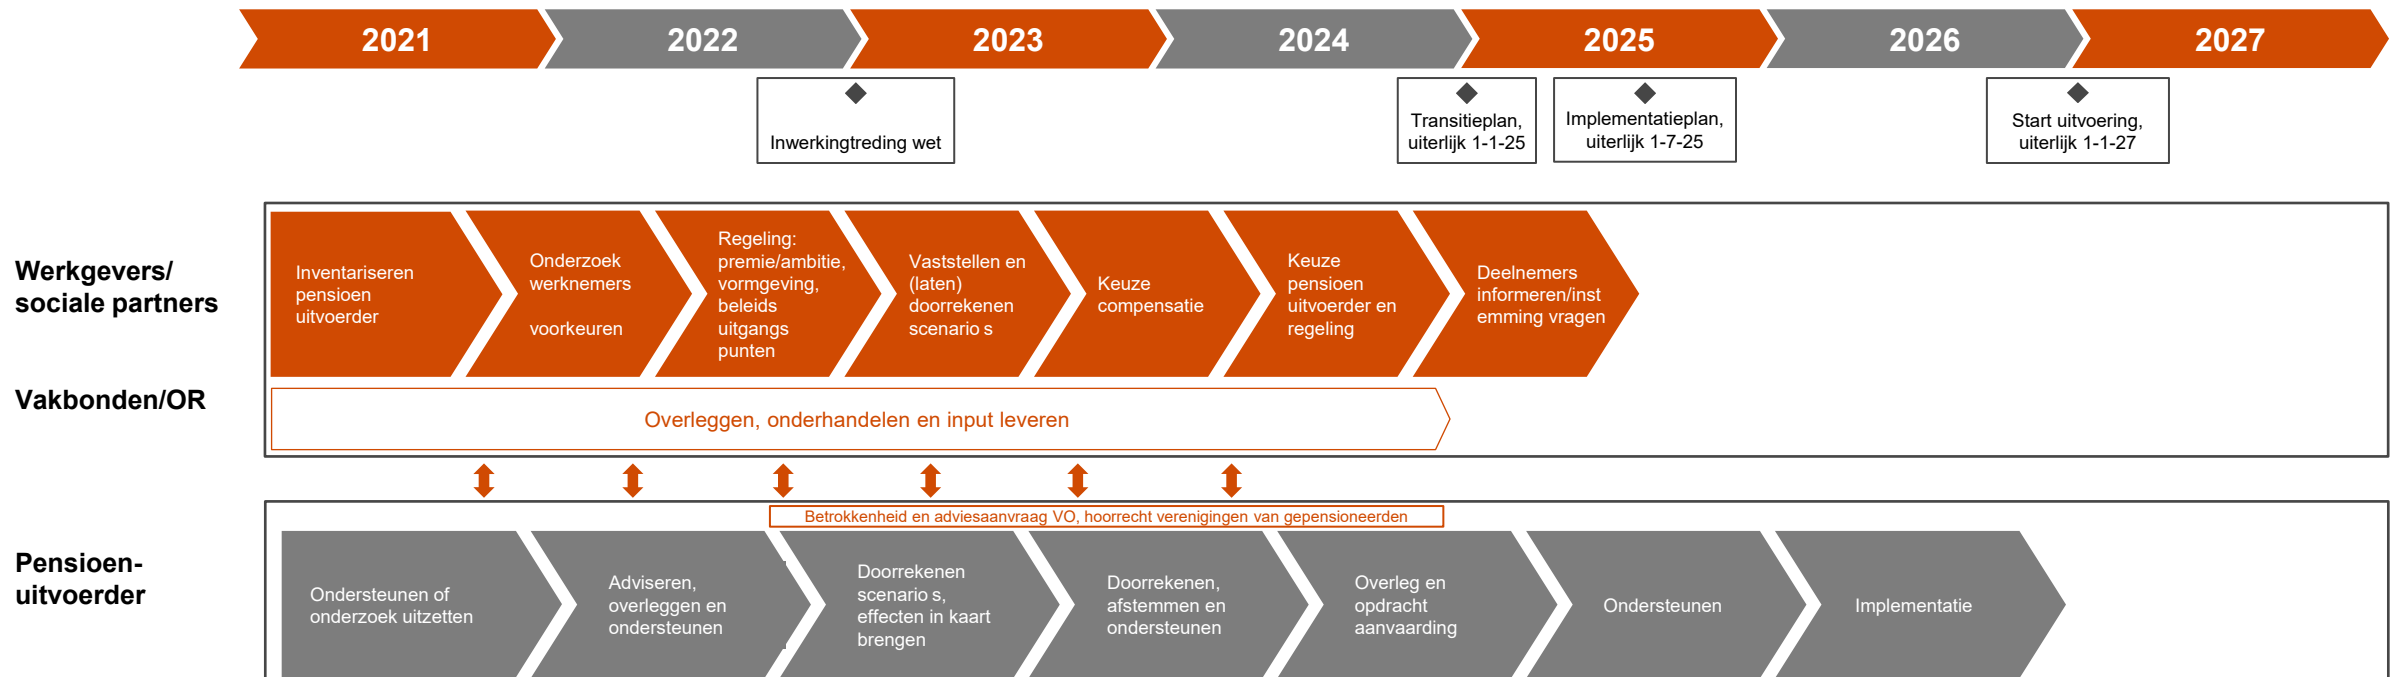 2021
2022
2023
2024
2025
2026
2027
Inwerkingtreding wet
Transitieplan,
uiterlijk 1-1-25
Implementatieplan,
uiterlijk 1-7-25
Start uitvoering,
uiterlijk 1-1-27
Werkgevers/
sociale partners
Inventariseren
pensioen
uitvoerder
Onderzoek
werknemers
voorkeuren
Regeling:
premie/ambitie,
vormgeving,
beleids
uitgangs
punten
Vaststellen en
(laten)
doorrekenen
scenario s
Keuze
compensatie
Keuze
pensioen
uitvoerder en
regeling
Deelnemers
informeren/inst
emming vragen
Vakbonden/OR
Overleggen, onderhandelen en input leveren
Betrokkenheid en adviesaanvraag VO, hoorrecht verenigingen van gepensioneerden
Pensioen-
uitvoerder
Ondersteunen of
onderzoek uitzetten
Adviseren,
overleggen en
ondersteunen
Doorrekenen
scenario s,
effecten in kaart
brengen
Doorrekenen,
afstemmen en
ondersteunen
Overleg en
opdracht
aanvaarding
Ondersteunen
Implementatie